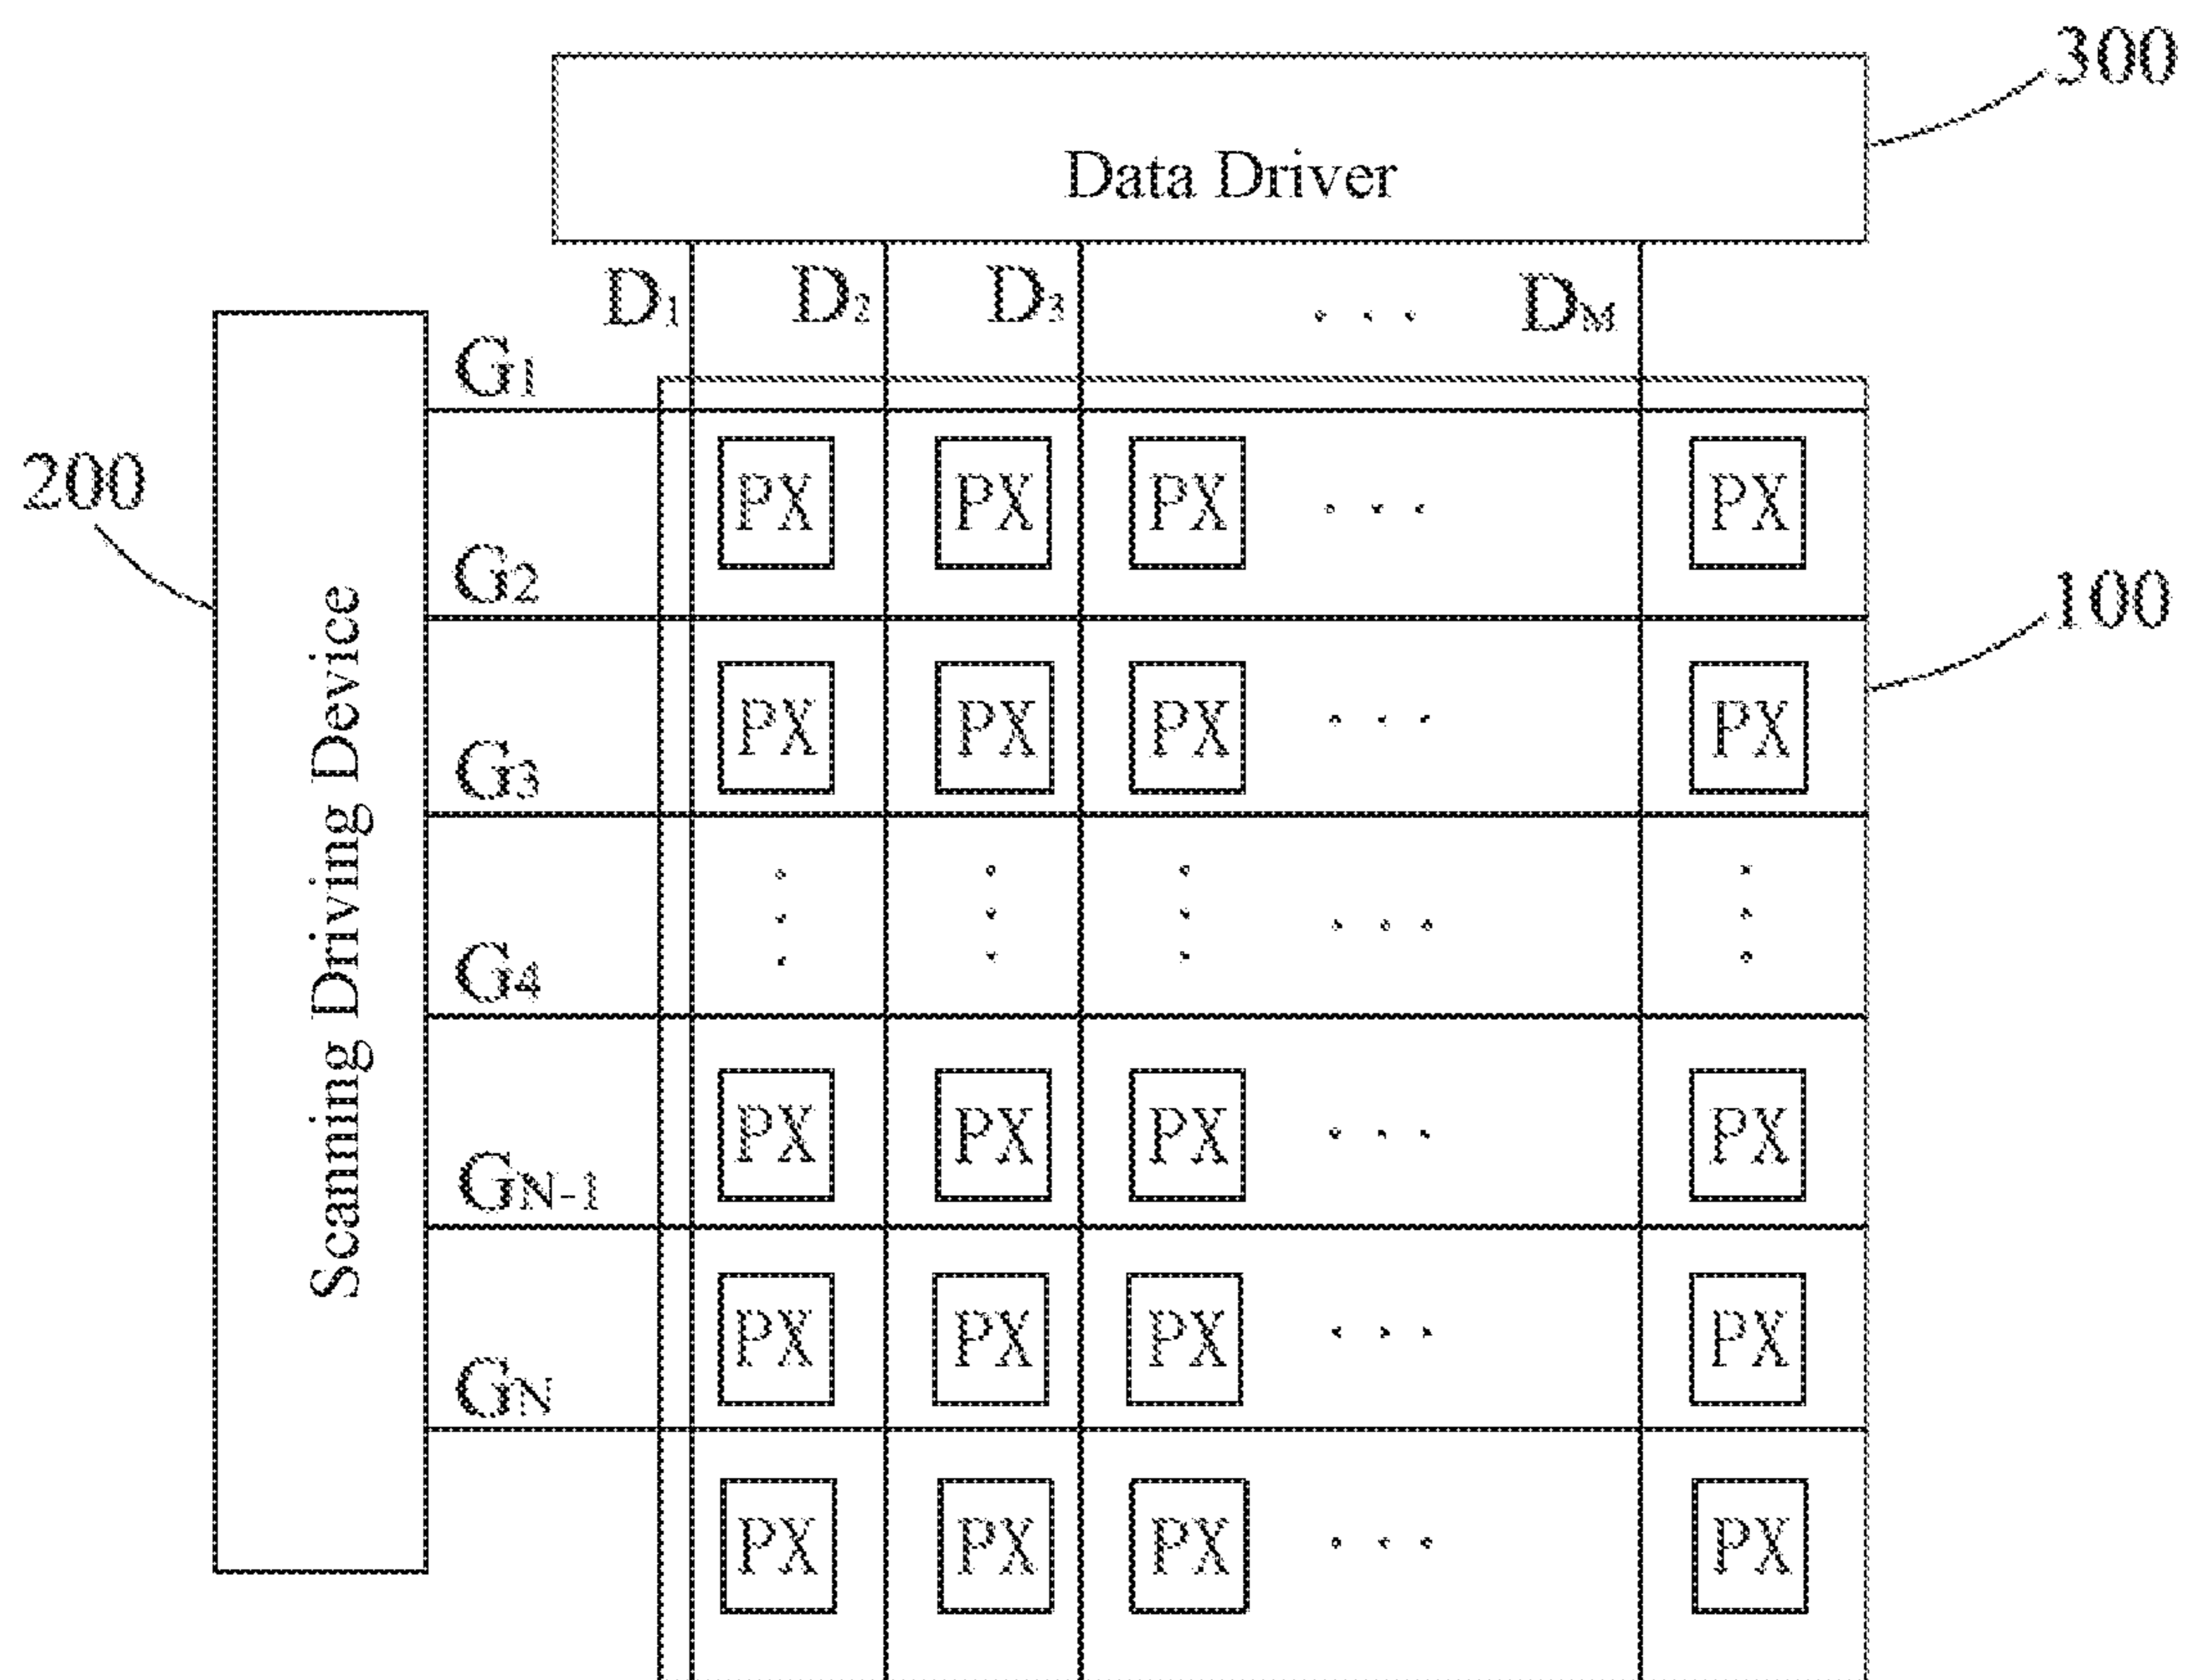 300
Data Driver
D1 D2 D3 ... DM
G1
200
PX PX PX ... PX
G2
100
Scanning Driving Device
PX PX PX ... PX
G3
... ... ... ... ...
G4
PX PX PX ... PX
GN-1
PX PX PX ... PX
GN
PX PX PX ... PX